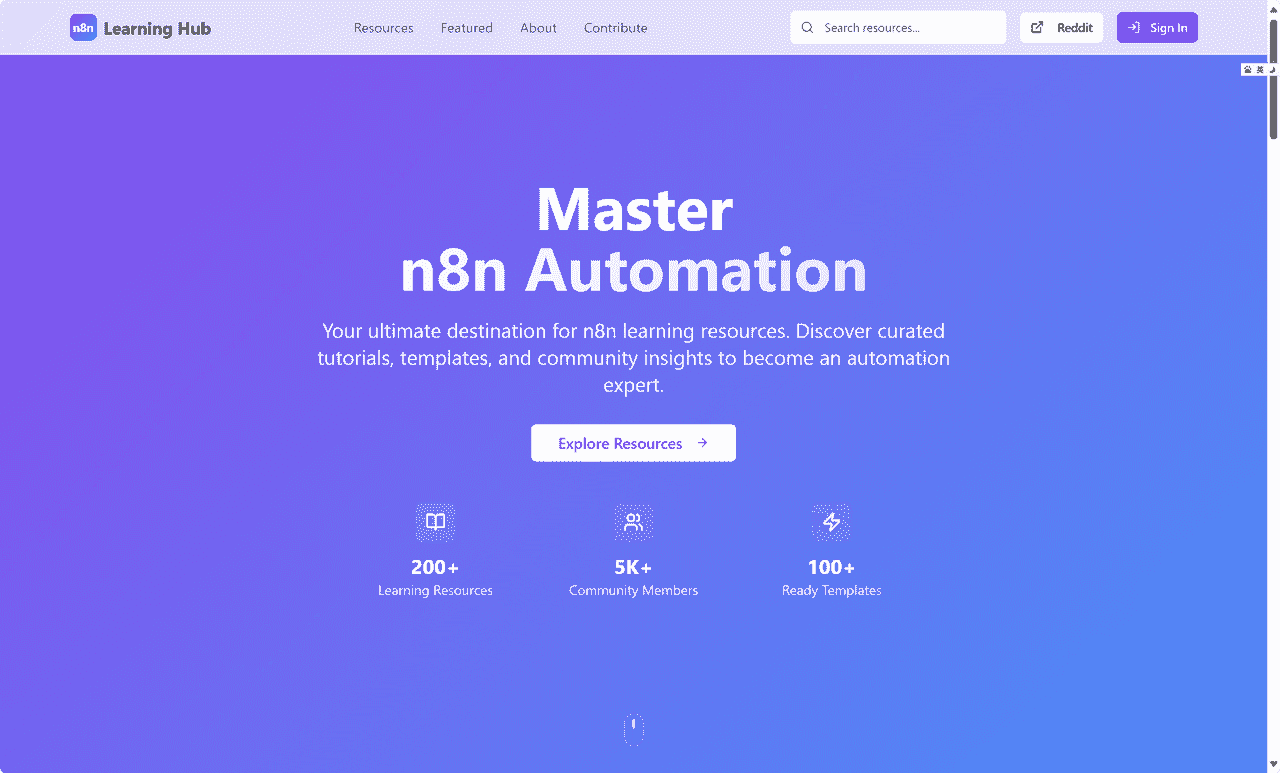 n8n Learning Hub
Resources
Featured
About
Contribute
Search resources...
Reddit
Sign In
英
Master
n8n Automation
Your ultimate destination for n8n learning resources. Discover curated
tutorials, templates, and community insights to become an automation
expert.
Explore Resources
200+
Learning Resources
5K+
Community Members
100+
Ready Templates